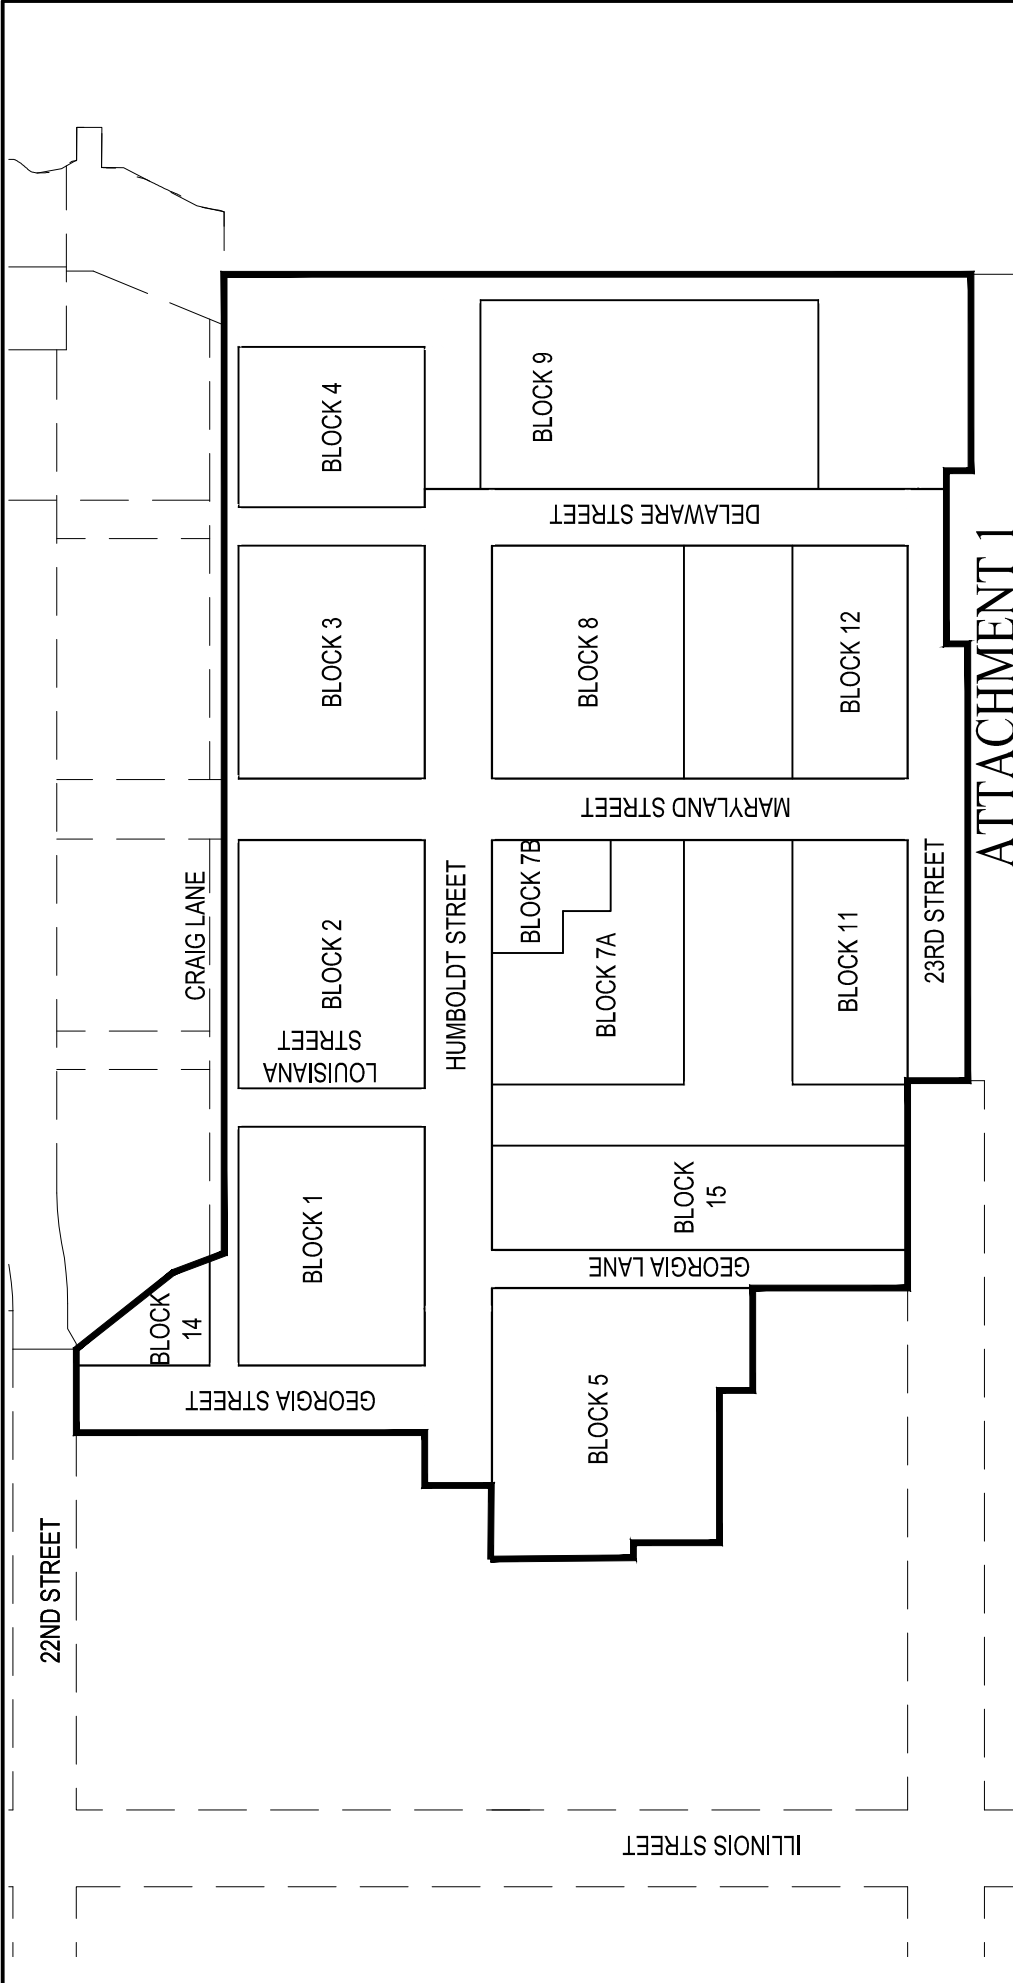 22ND STREET
CRAIG LANE
BLOCK
14
GEORGIA STREET
BLOCK 1
LOUISIANA
STREET
BLOCK 2
BLOCK 3
BLOCK 4
HUMBOLDT STREET
BLOCK 5
GEORGIA LANE
BLOCK
15
BLOCK 7A
BLOCK 7B
MARYLAND STREET
BLOCK 8
DELAWARE STREET
BLOCK 9
BLOCK 11
BLOCK 12
ILLINOIS STREET
23RD STREET
ATTACHMENT 1